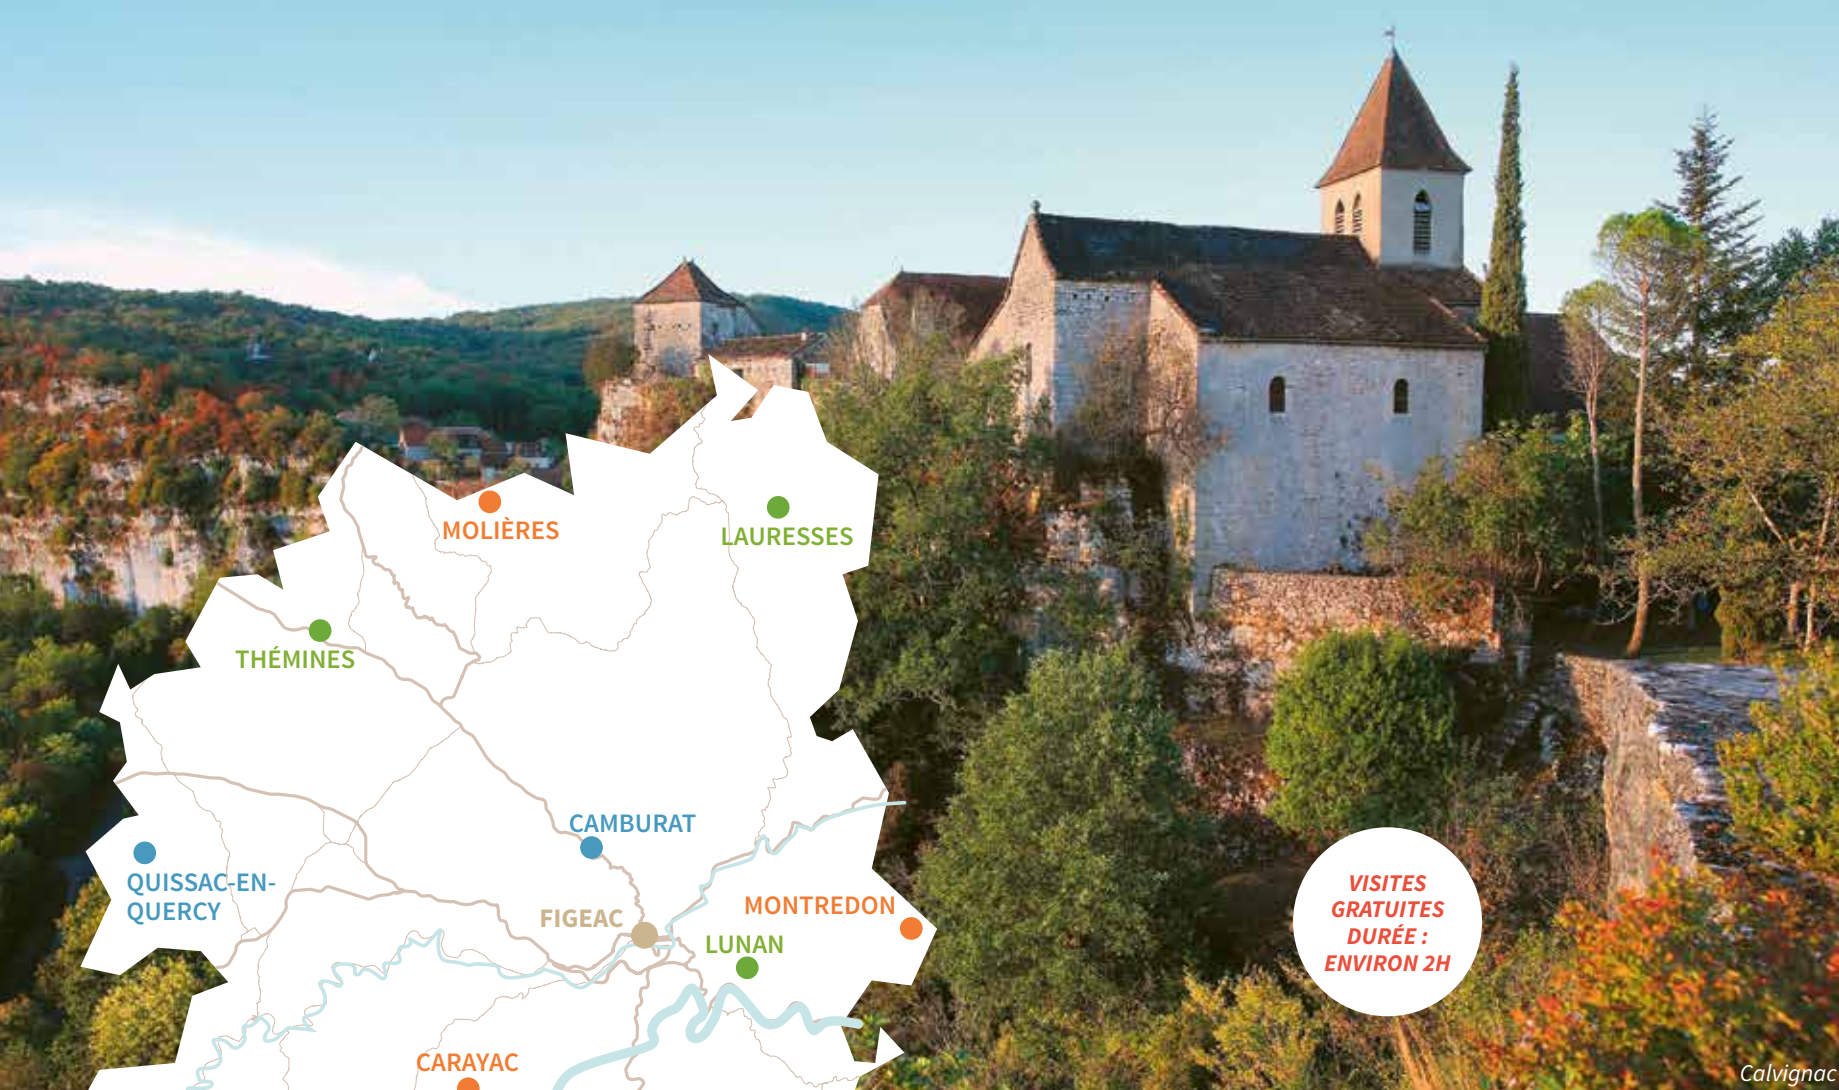 MOLIÈRES
LAURESSES
THÉMINES
CAMBURAT
QUISSAC-EN-
QUERCY
FIGEAC
MONTREDON
LUNAN
CARAYAC
VISITES
GRATUITES
DURÉE :
ENVIRON 2H
Calvignac